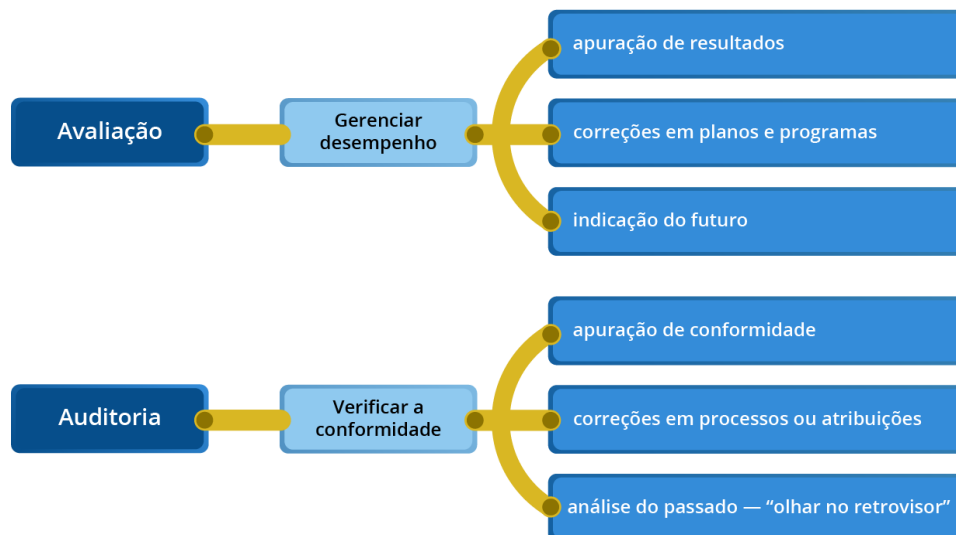 Avaliação
Gerenciar
desempenho
apuração de resultados
correções em planos e programas
indicação do futuro
Auditoria
Verificar a
conformidade
apuração de conformidade
correções em processos ou atribuições
análise do passado — “olhar no retrovisor”